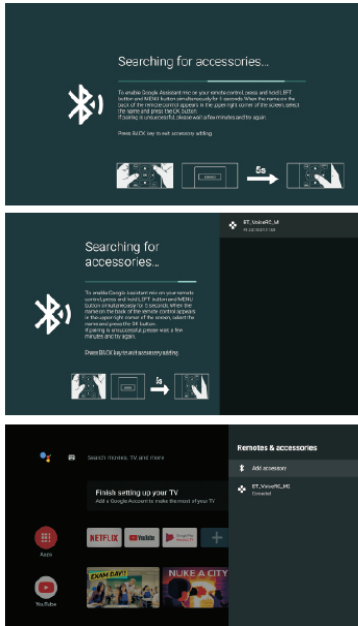 Searching for accessories...
To enable Google Assistant mic on your remote control, press and hold LEFT
button and MENU button simultaneously for 5 seconds. When the name on the
back of the remote control appears in the upper right corner of the screen, select
the name and press the OK button.
If pairing is unsuccessful, please wait a few minutes and try again.
Press BACK key to exit accessory adding.
5s
Searching for
accessories...
To enable Google Assistant mic on your remote
control, press and hold LEFT button and MENU
button simultaneously for 5 seconds. When the
name on the back of the remote control appears
in the upper right corner of the screen, select the
name and press the OK button.
If pairing is unsuccessful, please wait a few
minutes and try again.
Press BACK key to exit accessory adding.
5s
Search movies, TV and more
Finish setting up your TV
Add a Google Account to make the most of your TV
Apps
NETFLIX
YouTube
EXAM DAY!!
NUKE A CITY
YouTube
Remotes & accessories
Add accessory
Connected